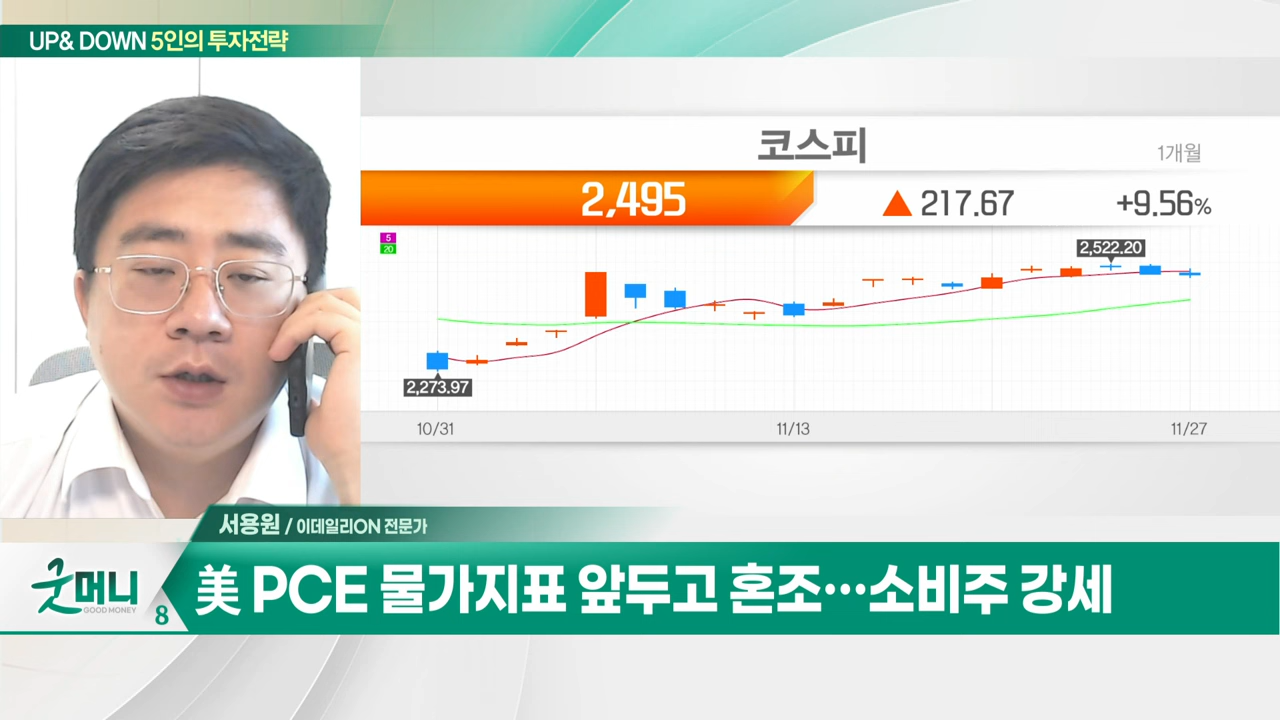 UP& DOWN 5인의 투자전략
코스피
1개월
2,495 ▲ 217.67 +9.56%
5
20
2,522.20
2,273.97
10/31 11/13 11/27
서용원 / 이데일리ON 전문가
굿머니
GOOD MONEY
8
美 PCE 물가지표 앞두고 혼조…소비주 강세